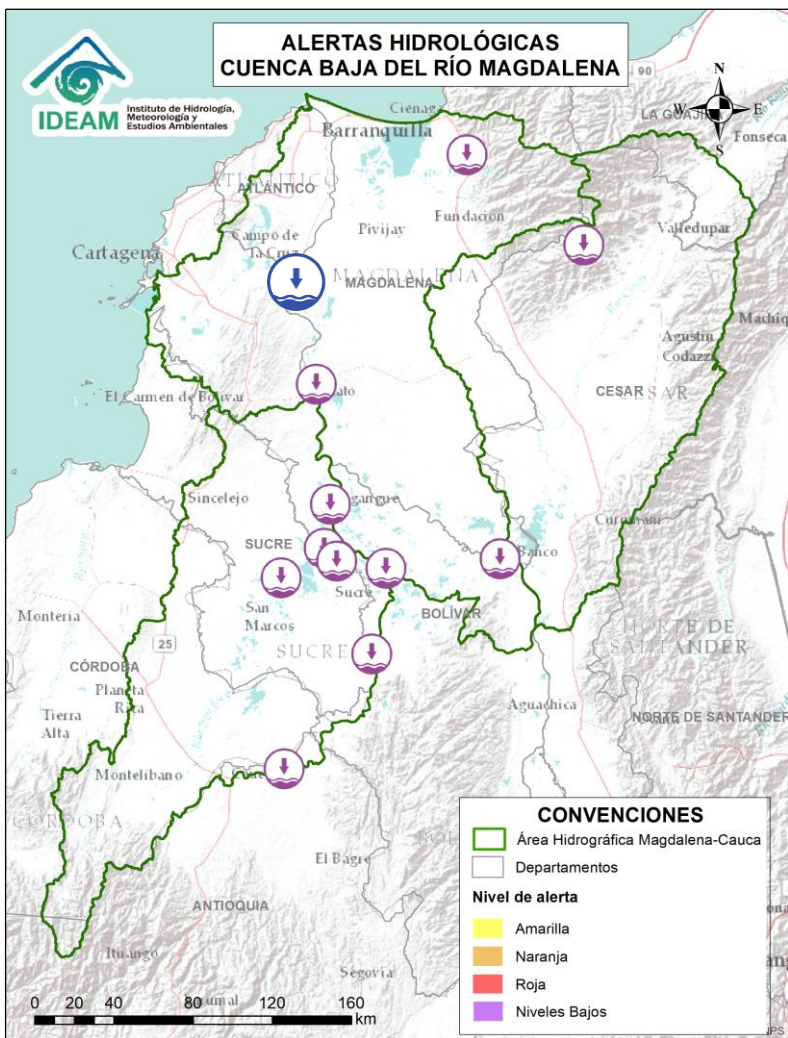 ALERTAS HIDROLÓGICAS
CUENCA BAJA DEL RÍO MAGDALENA
IDEAM
Instituto de Hidrología,
Meteorología y
Estudios Ambientales
N
W
E
S
90
Ciénaga
LA GUAJIRA
Barranquilla
Fonseca
ATLÁNTICO
Fundación
Pivijay
Valledupar
Campo de
La Cruz
Cartagena
MAGDALENA
MAGDALENA
Agustín
Codazzi
CESAR
El Carmen de Bolívar
Sincelejo
Curumaní
SUCRE
Banco
Sucre
San
Marcos
BOLÍVAR
Montería
SUCRE
NORTE DE
SANTANDER
25
CÓRDOBA
Planeta
Rica
Aguachica
Tierra
Alta
NORTE DE SANTANDER
Montelibano
CÓRDOBA
El Bagre
ANTIOQUIA
Ituango
Segovia
CONVENCIONES
Área Hidrográfica Magdalena-Cauca
Departamentos
Nivel de alerta
Amarilla
Naranja
Roja
Niveles Bajos
0 20 40 80 120 160
km